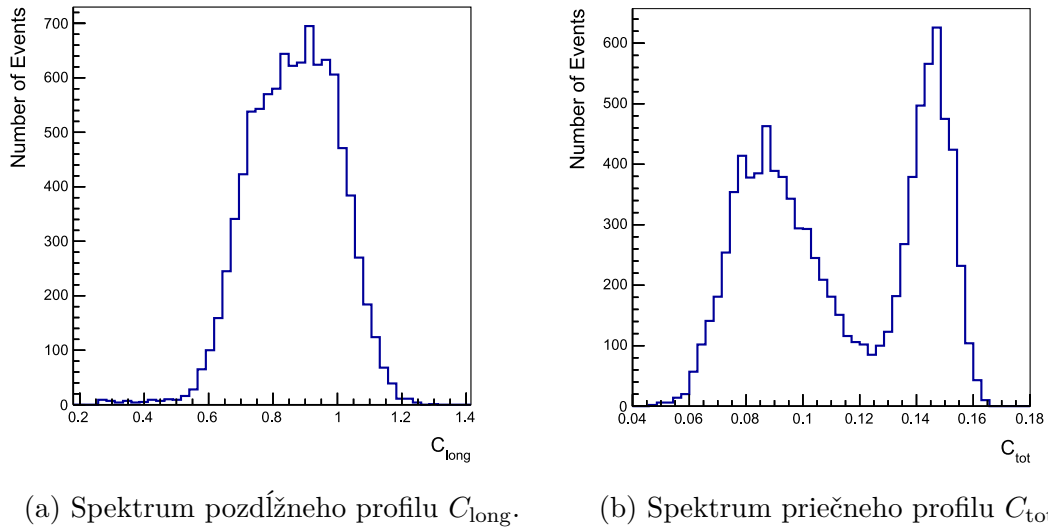 Number of Events
700
600
500
400
300
200
100
0
0.2 0.4 0.6 0.8 1 1.2 1.4
C_long
Number of Events
600
500
400
300
200
100
0
0.04 0.06 0.08 0.10 0.12 0.14 0.16 0.18
C_tot
(a) Spektrum pozdĺžneho profilu C_long.
(b) Spektrum priečneho profilu C_tot